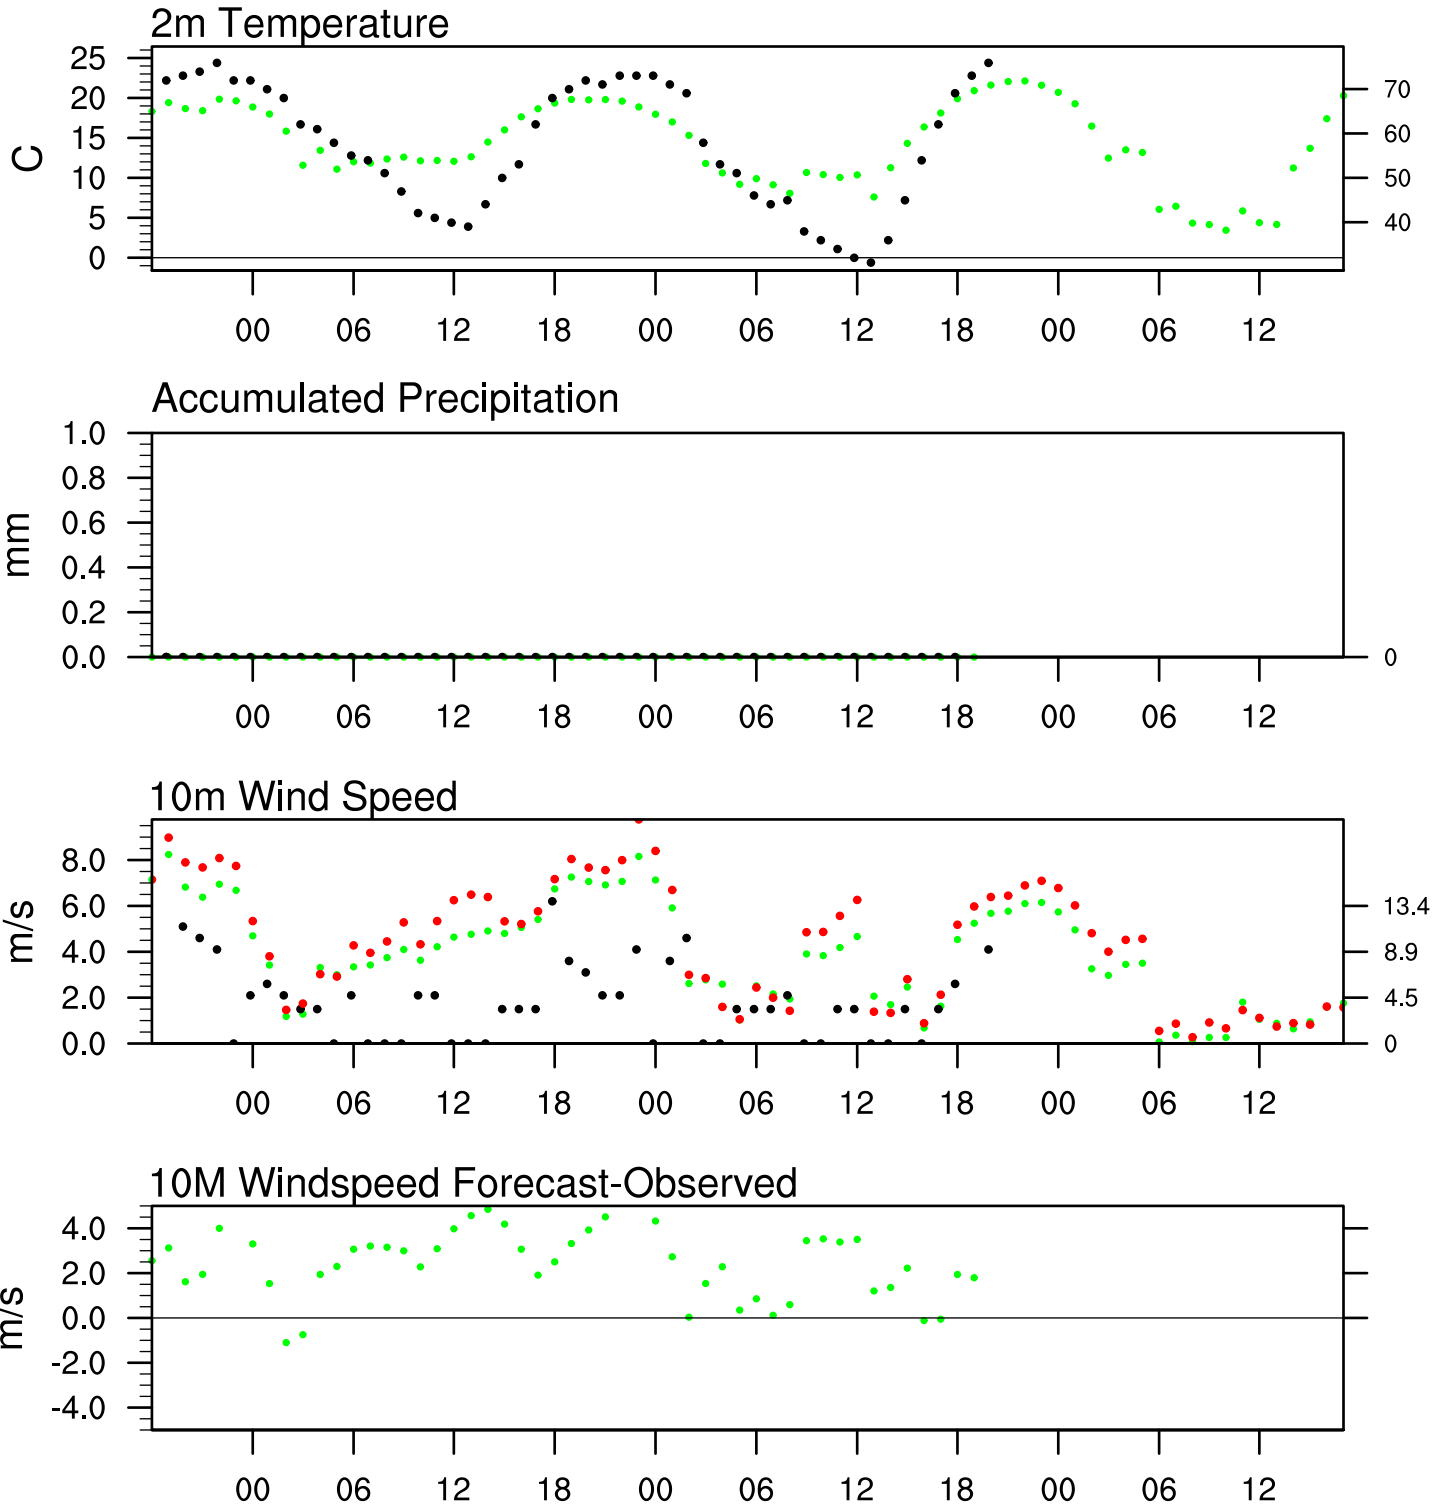 2m Temperature
25
20
15
10
5
0
C
70
60
50
40
00 06 12 18 00 06 12 18 00 06 12
Accumulated Precipitation
1.0
0.8
0.6
0.4
0.2
0.0
mm
0
00 06 12 18 00 06 12 18 00 06 12
10m Wind Speed
8.0
6.0
4.0
2.0
0.0
m/s
13.4
8.9
4.5
0
00 06 12 18 00 06 12 18 00 06 12
10M Windspeed Forecast-Observed
4.0
2.0
0.0
-2.0
-4.0
m/s
00 06 12 18 00 06 12 18 00 06 12